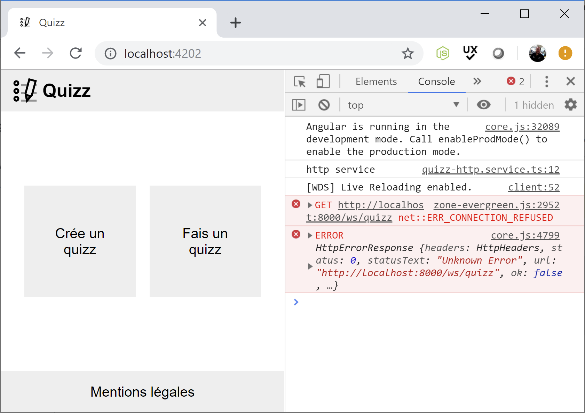 Quizz
localhost:4202
UX
Quizz
Crée un
quizz
Fais un
quizz
Mentions légales
Elements Console » 2
top 1 hidden
Angular is running in the core.js:32089
development mode. Call enableProdMode() to
enable the production mode.
http service quizz-http.service.ts:12
[WDS] Live Reloading enabled. client:52
GET http://localhos zone-evergreen.js:2952
t:8000/ws/quizz net::ERR_CONNECTION_REFUSED
ERROR core.js:4799
HttpErrorResponse {headers: HttpHeaders, st
atus: 0, statusText: "Unknown Error", url:
"http://localhost:8000/ws/quizz", ok: false
, …}